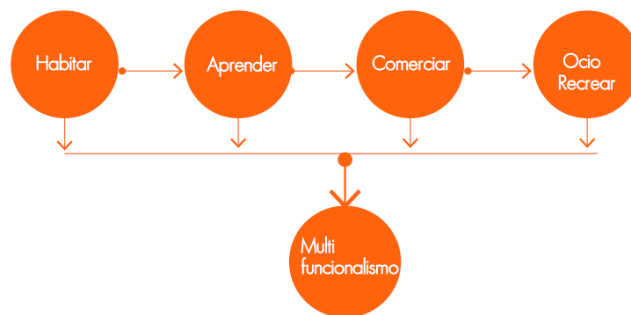 Habitar
Aprender
Comerciar
Ocio
Recrear
Multi
funcionalismo